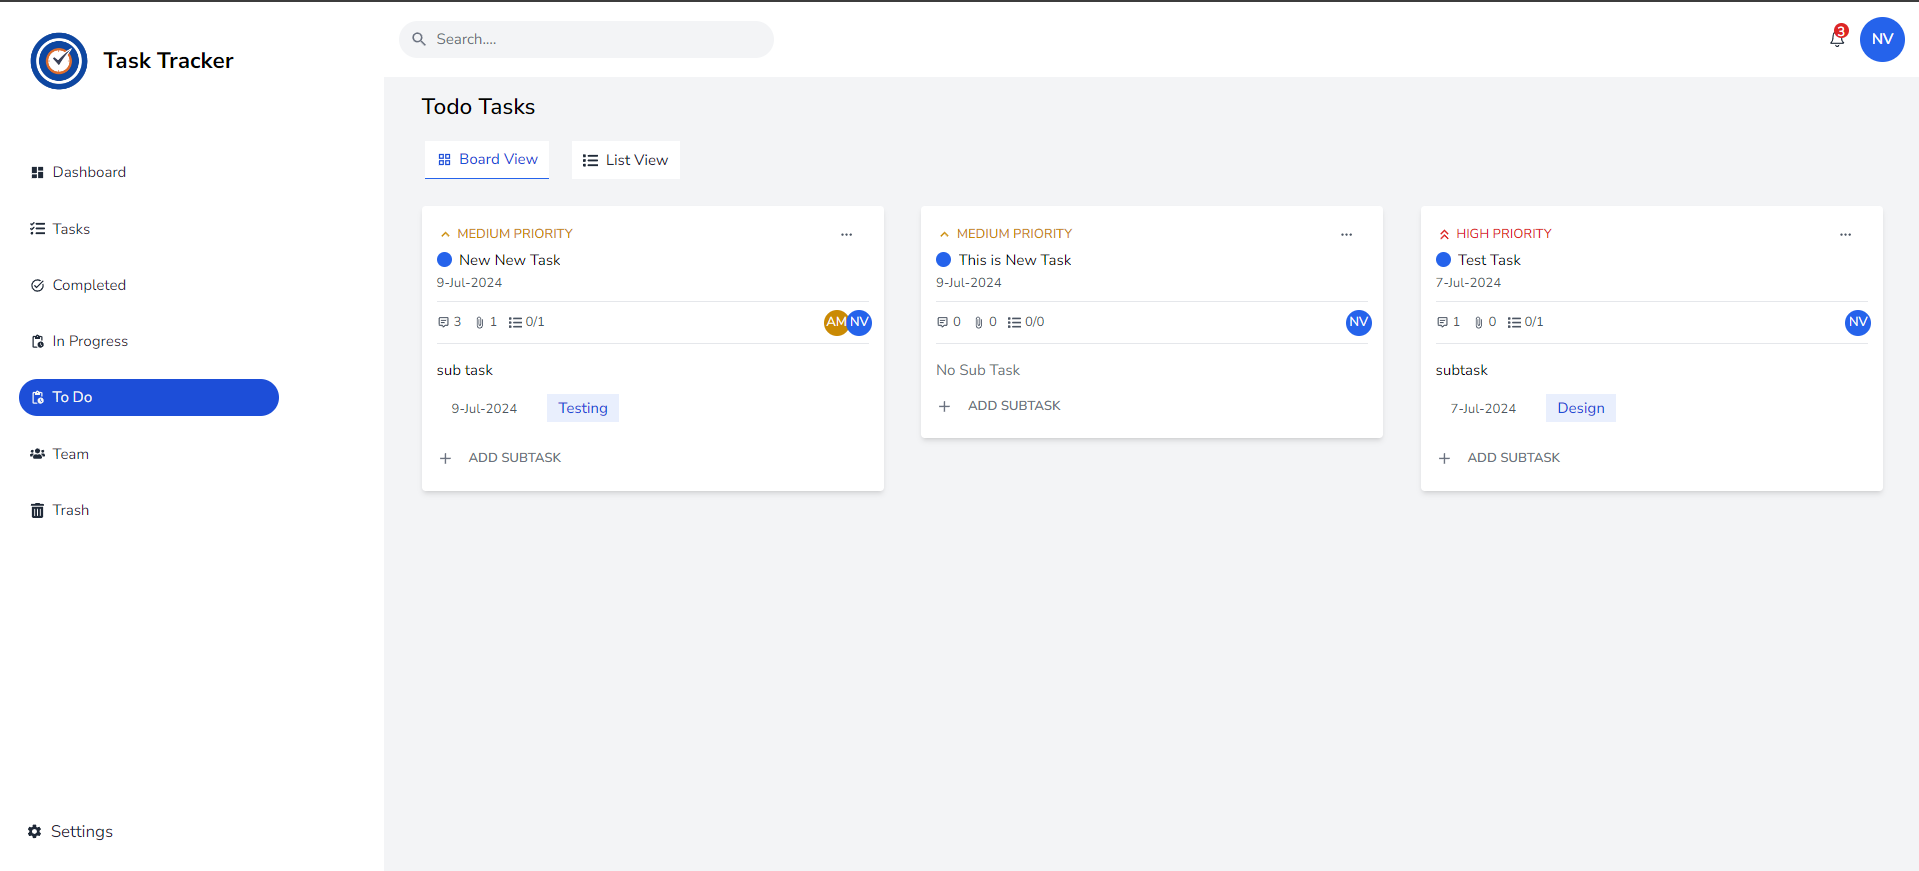 Task Tracker
Dashboard
Tasks
Completed
In Progress
To Do
Team
Trash
Settings
Search....
3
NV
Todo Tasks
Board View
List View
MEDIUM PRIORITY
New New Task
9-Jul-2024
3 1 0/1
AM NV
sub task
9-Jul-2024 Testing
ADD SUBTASK
MEDIUM PRIORITY
This is New Task
9-Jul-2024
0 0 0/0
NV
No Sub Task
ADD SUBTASK
HIGH PRIORITY
Test Task
7-Jul-2024
1 0 0/1
NV
subtask
7-Jul-2024 Design
ADD SUBTASK